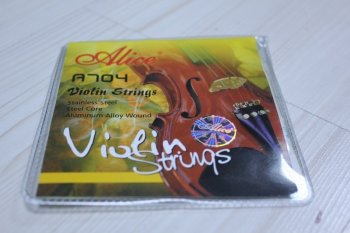 Alice
A704
Violin Strings
Stainless Steel
Steel Core
Aluminum Alloy Wound
Violin
Strings